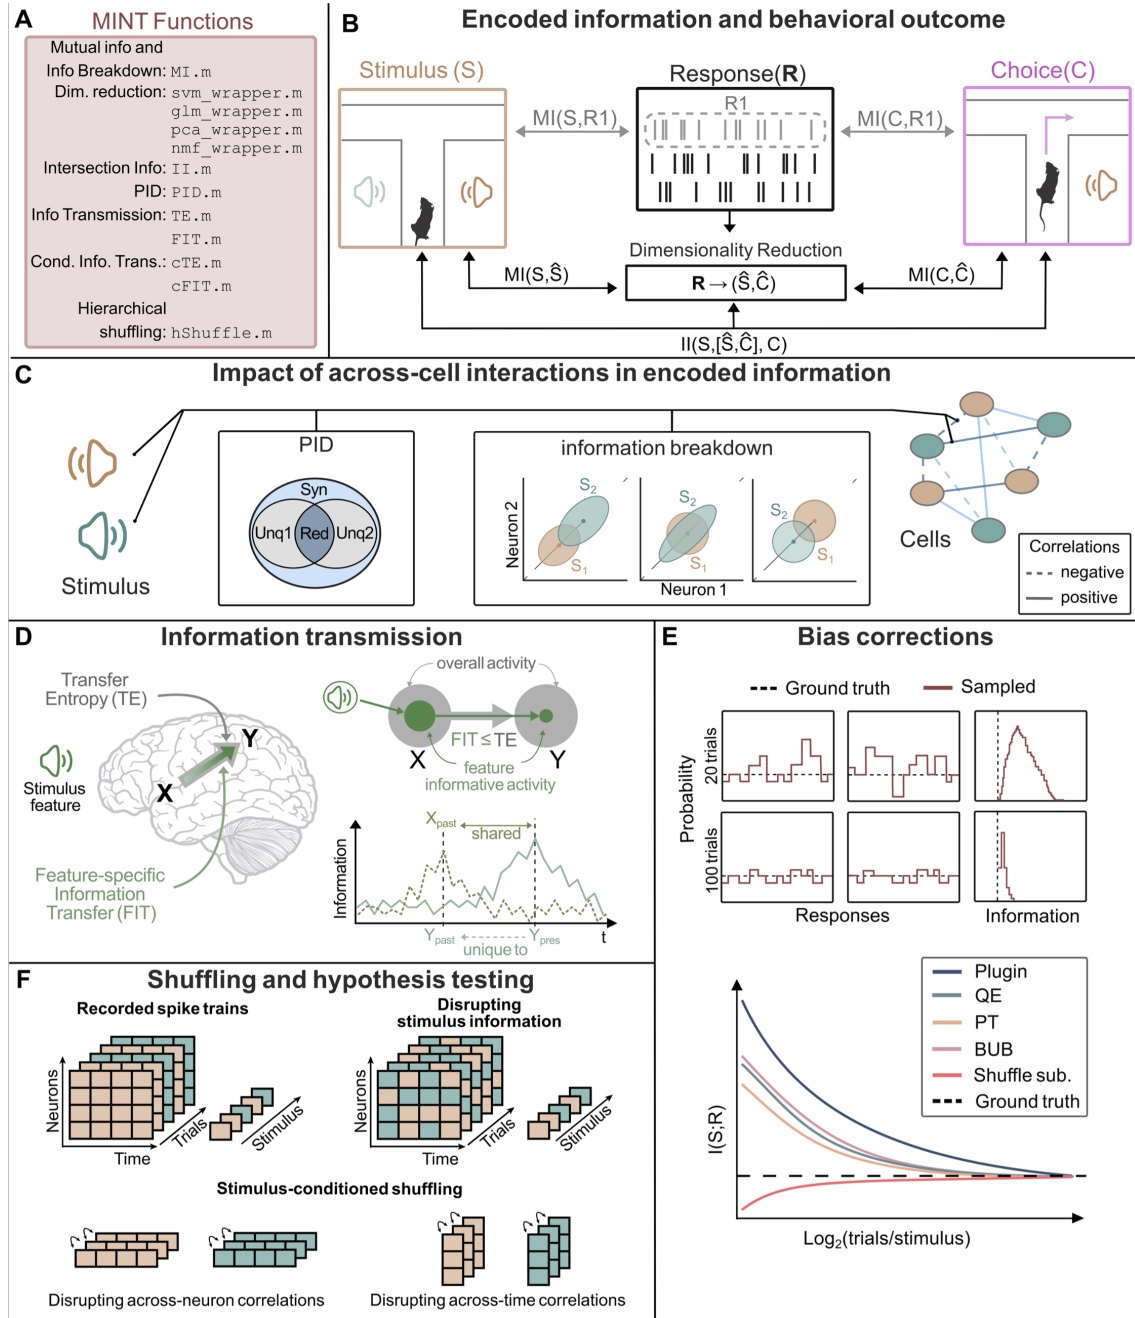 A
MINT Functions
Mutual info and
Info Breakdown: MI.m
Dim. reduction: svm_wrapper.m
glm_wrapper.m
pca_wrapper.m
nmf_wrapper.m
Intersection Info: II.m
PID: PID.m
Info Transmission: TE.m
FIT.m
Cond. Info. Trans.: cTE.m
cFIT.m
Hierarchical
shuffling: hShuffle.m
B
Encoded information and behavioral outcome
Stimulus (S)
Response(R)
Choice(C)
R1
MI(S,R1)
MI(C,R1)
Dimensionality Reduction
MI(S,Ŝ)
R → (Ŝ,Ĉ)
MI(C,Ĉ)
II(S,[Ŝ,Ĉ], C)
C
Impact of across-cell interactions in encoded information
Stimulus
PID
Syn
Unq1
Red
Unq2
information breakdown
Neuron 2
S2
S1
S2
S1
S2
S1
Neuron 1
Cells
Correlations
negative
positive
D
Information transmission
Transfer
Entropy (TE)
Stimulus
feature
X
Y
Feature-specific
Information
Transfer (FIT)
overall activity
FIT ≤ TE
X
Y
feature
informative activity
Information
Xpast
shared
Ypast
unique to
Ypres
t
E
Bias corrections
Ground truth
Sampled
Probability
20 trials
100 trials
Responses
Information
Plugin
QE
PT
BUB
Shuffle sub.
Ground truth
I(S;R)
Log2(trials/stimulus)
F
Shuffling and hypothesis testing
Recorded spike trains
Neurons
Time
Trials
Stimulus
Disrupting
stimulus information
Neurons
Time
Trials
Stimulus
Stimulus-conditioned shuffling
Disrupting across-neuron correlations
Disrupting across-time correlations